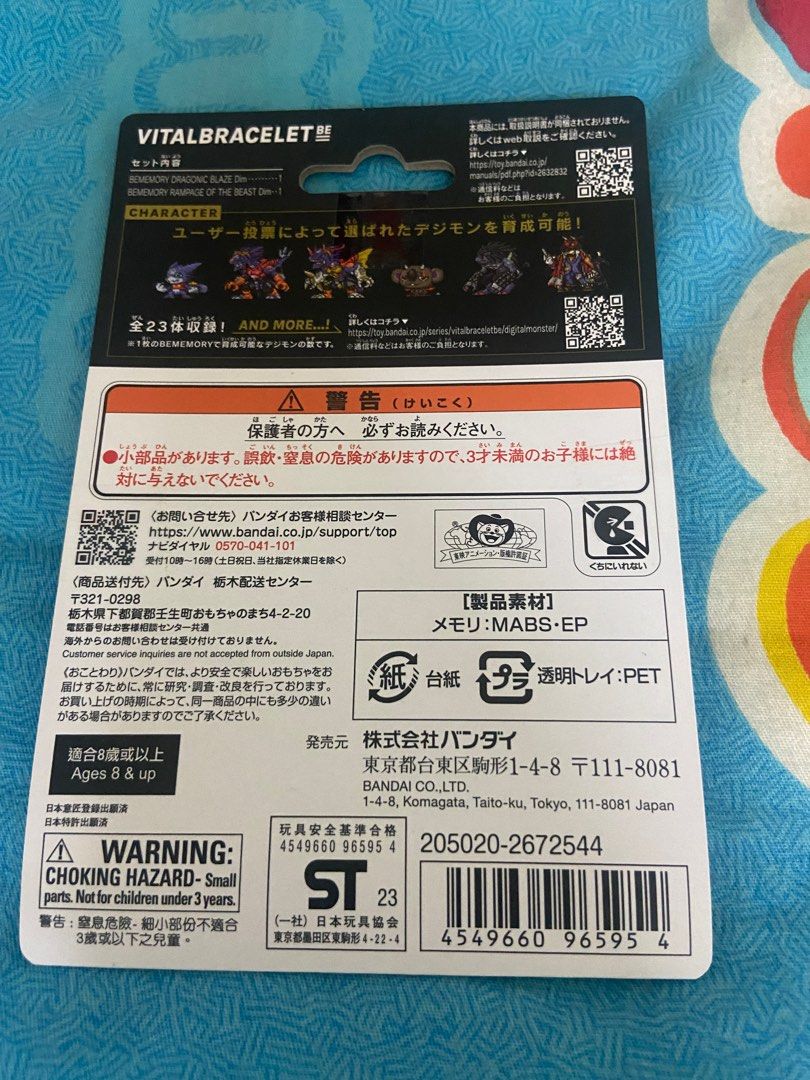 VITALBRACELET BE
セット内容
BEMEMORY DRAGONIC BLAZE Dim‥‥‥‥‥1
BEMEMORY RAMPAGE OF THE BEAST Dim‥1
本商品には、取扱説明書が同梱されておりません。
詳しくはweb取説をご確認ください。
詳しくはコチラ▼
https://toy.bandai.co.jp/
manuals/pdf.php?id=2632832
※通信料などは
お客様のご負担となります。
CHARACTER
ユーザー投票によって選ばれたデジモンを育成可能!
全23体収録! AND MORE...!
※1枚のBEMEMORYで育成可能なデジモンの数です。
詳しくはコチラ▼
https://toy.bandai.co.jp/series/vitalbraceletbe/digitalmonster/
※通信料などはお客様のご負担となります。
警告(けいこく)
保護者の方へ 必ずお読みください。
●小部品があります。誤飲・窒息の危険がありますので、3才未満のお子様には絶
対に与えないでください。
〈お問い合せ先〉バンダイお客様相談センター
https://www.bandai.co.jp/support/top
ナビダイヤル 0570-041-101
受付10時~16時(土日祝日、当社指定休業日を除く)
東映アニメーション・版権許諾証
くちにいれない
〈商品送付先〉バンダイ 栃木配送センター
〒321-0298
栃木県下都賀郡壬生町おもちゃのまち4-2-20
電話番号はお客様相談センター共通
海外からのお問い合わせは受け付けておりません。
Customer service inquiries are not accepted from outside Japan.
《おことわり》バンダイでは、より安全で楽しいおもちゃをお
届けするために、常に研究・調査・改良を行っております。
お買い上げの時期によって、同一商品の中にも多少の違い
がある場合がありますのでご了承ください。
[製品素材]
メモリ:MABS・EP
紙 台紙 プラ 透明トレイ:PET
適合8歲或以上
Ages 8 & up
発売元 株式会社バンダイ
東京都台東区駒形1-4-8 〒111-8081
BANDAI CO.,LTD.
1-4-8, Komagata, Taito-ku, Tokyo, 111-8081 Japan
日本意匠登録出願済
日本特許出願済
WARNING:
CHOKING HAZARD- Small
parts. Not for children under 3 years.
警告:窒息危險-細小部份不適合
3歲或以下之兒童。
玩具安全基準合格
4549660 96595 4
ST 23
(一社)日本玩具協会
東京都墨田区東駒形4-22-4
205020-2672544
4549660 965954